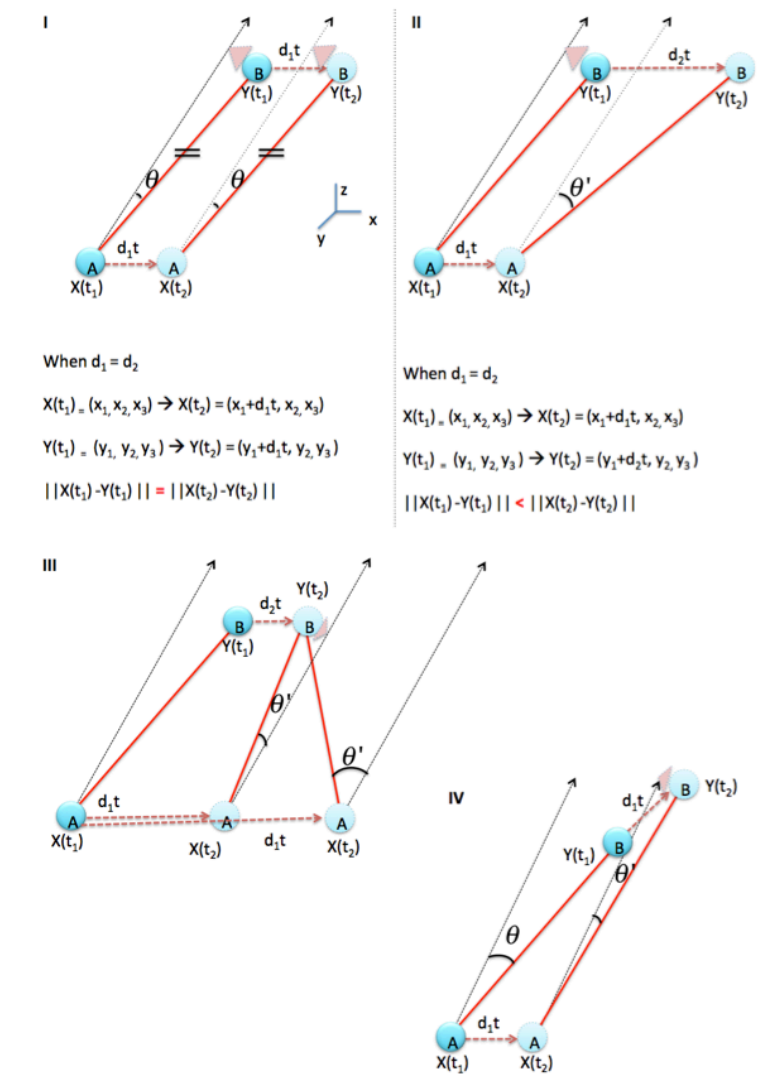 I
d₁t
B
B
Y(t₁)
Y(t₂)
θ
θ
z
x
y
A
d₁t
A
X(t₁)
X(t₂)
When d₁ = d₂
X(t₁) = (x₁, x₂, x₃) → X(t₂) = (x₁+d₁t, x₂, x₃)
Y(t₁) = (y₁, y₂, y₃) → Y(t₂) = (y₁+d₁t, y₂, y₃)
||X(t₁) -Y(t₁) || = ||X(t₂) -Y(t₂) ||
II
d₂t
B
B
Y(t₁)
Y(t₂)
θ'
A
d₁t
A
X(t₁)
X(t₂)
When d₁ = d₂
X(t₁) = (x₁, x₂, x₃) → X(t₂) = (x₁+d₁t, x₂, x₃)
Y(t₁) = (y₁, y₂, y₃) → Y(t₂) = (y₁+d₂t, y₂, y₃)
||X(t₁) -Y(t₁) || < ||X(t₂) -Y(t₂) ||
III
Y(t₂)
d₂t
B
B
Y(t₁)
θ'
θ'
d₁t
A
A
A
X(t₁)
X(t₂)
d₁t
X(t₂)
IV
B
Y(t₂)
d₁t
B
Y(t₁)
θ'
θ
A
d₁t
A
X(t₁)
X(t₂)